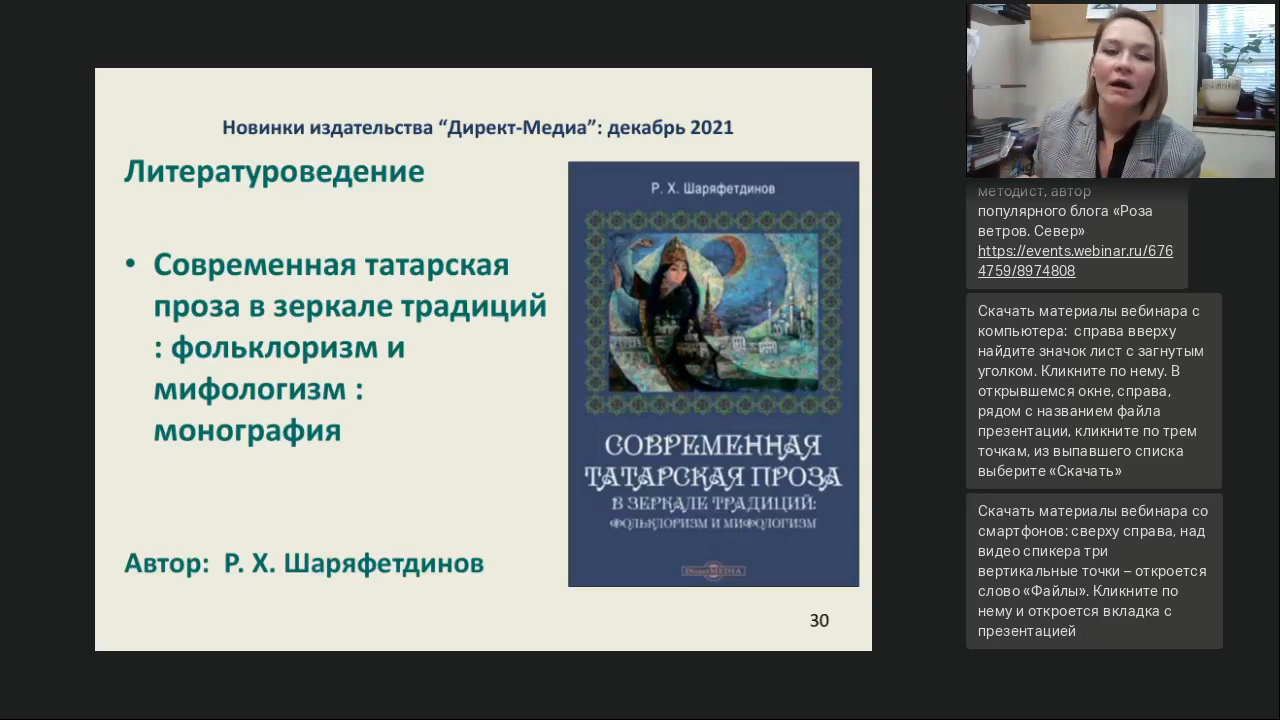 Новинки издательства “Директ-Медиа”: декабрь 2021
Литературоведение
• Современная татарская
проза в зеркале традиций
: фольклоризм и
мифологизм :
монография
Автор: Р. Х. Шаряфетдинов
Р. Х. Шаряфетдинов
СОВРЕМЕННАЯ
ТАТАРСКАЯ ПРОЗА
В ЗЕРКАЛЕ ТРАДИЦИЙ:
ФОЛЬКЛОРИЗМ И МИФОЛОГИЗМ
DirectMEDIA
30
методист, автор
популярного блога «Роза
ветров. Север»
https://events.webinar.ru/676
4759/8974808
Скачать материалы вебинара с
компьютера: справа вверху
найдите значок лист с загнутым
уголком. Кликните по нему. В
открывшемся окне, справа,
рядом с названием файла
презентации, кликните по трем
точкам, из выпавшего списка
выберите «Скачать»
Скачать материалы вебинара со
смартфонов: сверху справа, над
видео спикера три
вертикальные точки – откроется
слово «Файлы». Кликните по
нему и откроется вкладка с
презентацией